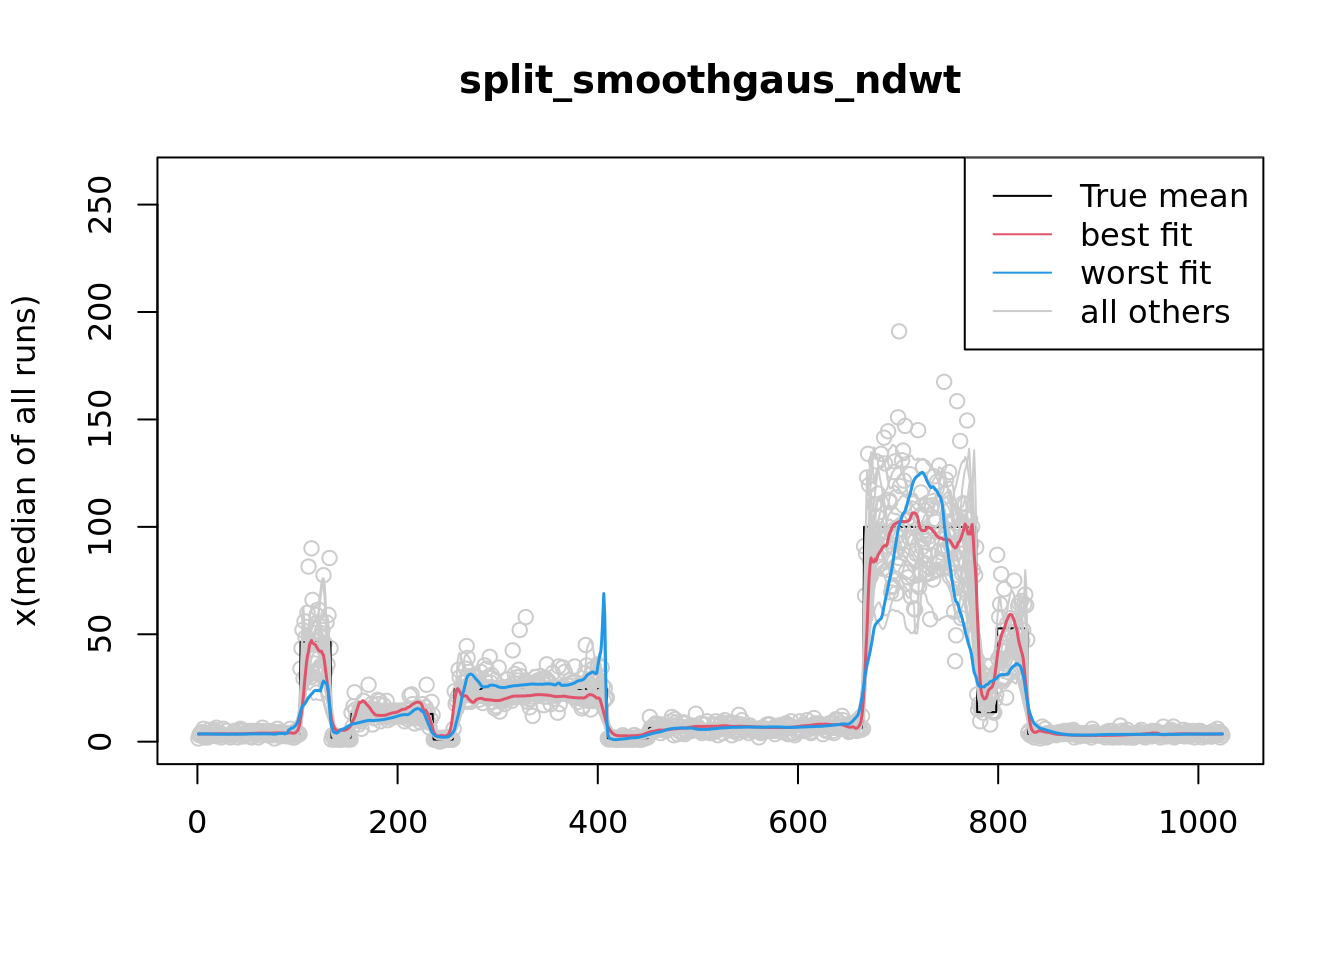 split_smoothgaus_ndwt
x(median of all runs)
250
200
150
100
50
0
True mean
best fit
worst fit
all others
0 200 400 600 800 1000